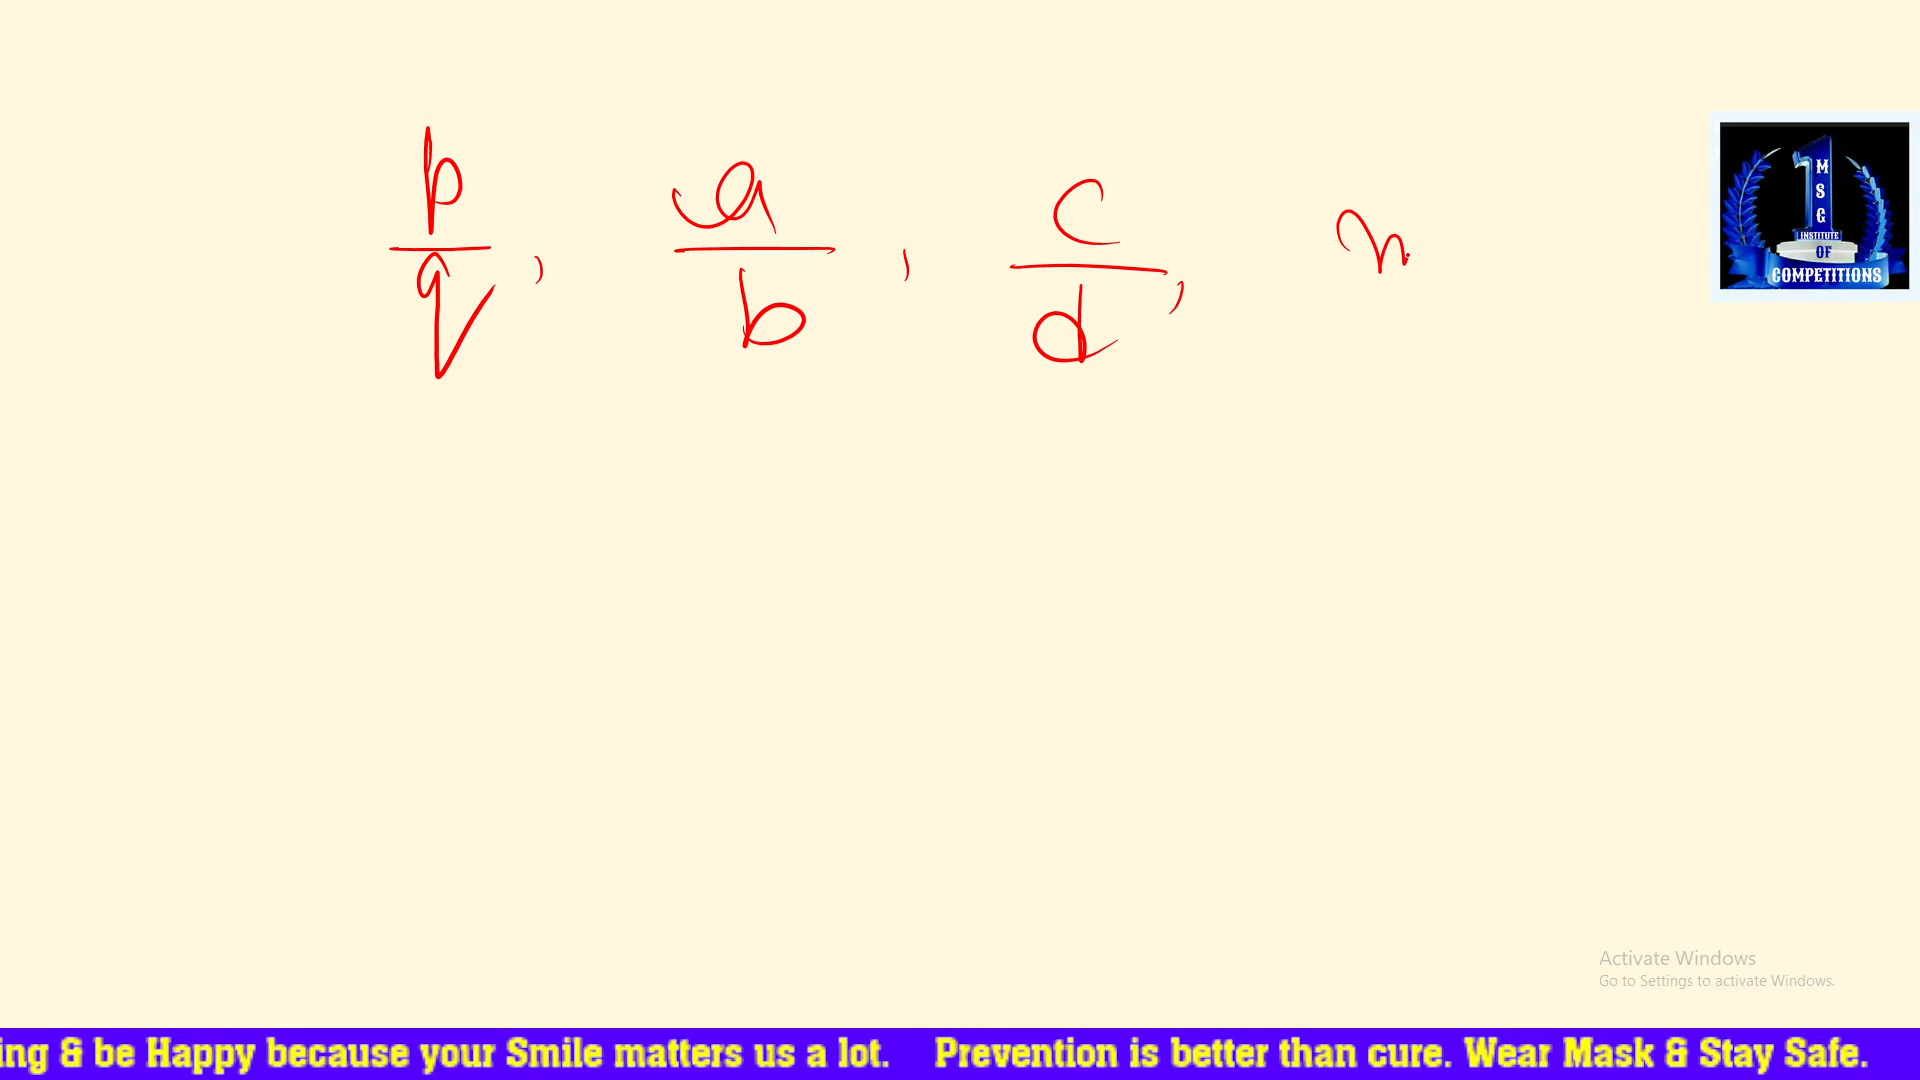 p/q , a/b , c/d ,
1
M
S
G
INSTITUTE
OF
COMPETITIONS
Activate Windows
Go to Settings to activate Windows.
ing & be Happy because your Smile matters us a lot. Prevention is better than cure. Wear Mask & Stay Safe.